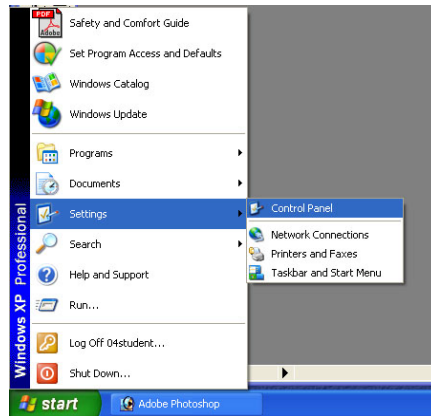 PDF
Adobe
Safety and Comfort Guide
Set Program Access and Defaults
Windows Catalog
Windows Update
Programs
Documents
Settings
Search
Help and Support
Run...
Log Off 04student...
Shut Down...
Windows XP Professional
Control Panel
Network Connections
Printers and Faxes
Taskbar and Start Menu
start
Adobe Photoshop